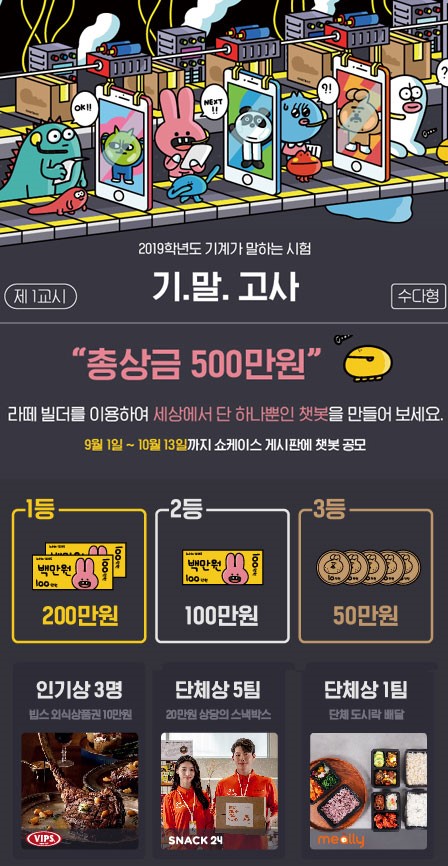 OK!!
NEXT
!!
?!
2019학년도 기계가 말하는 시험
제 1교시
기.말. 고사
수다형
“총상금 500만원”
라떼 빌더를 이용하여 세상에서 단 하나뿐인 챗봇을 만들어 보세요.
9월 1일 ~ 10월 13일까지 쇼케이스 게시판에 챗봇 공모
1등
2등
3등
백만원
100
백만원
100
200만원
100만원
50만원
인기상 3명
단체상 5팀
단체상 1팀
빕스 외식상품권 10만원
20만원 상당의 스낵박스
단체 도시락 배달
VIPS
SNACK 24
meally